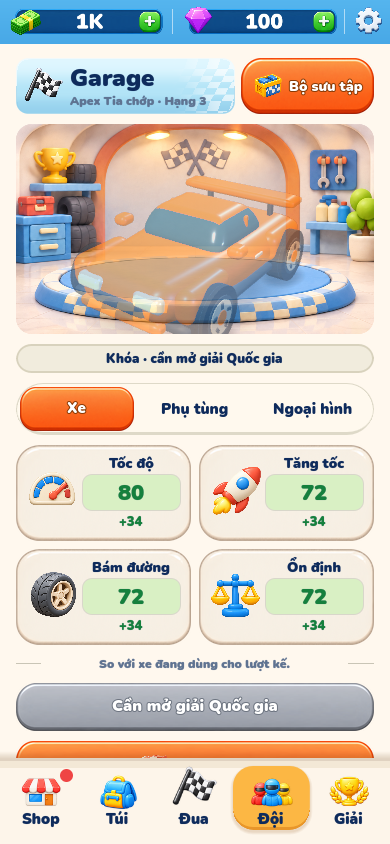 1K
100
Garage
Apex Tia chớp · Hạng 3
Bộ sưu tập
Khóa · cần mở giải Quốc gia
Xe
Phụ tùng
Ngoại hình
Tốc độ
80
+34
Tăng tốc
72
+34
Bám đường
72
+34
Ổn định
72
+34
So với xe đang dùng cho lượt kế.
Cần mở giải Quốc gia
Shop
Túi
Đua
Đội
Giải